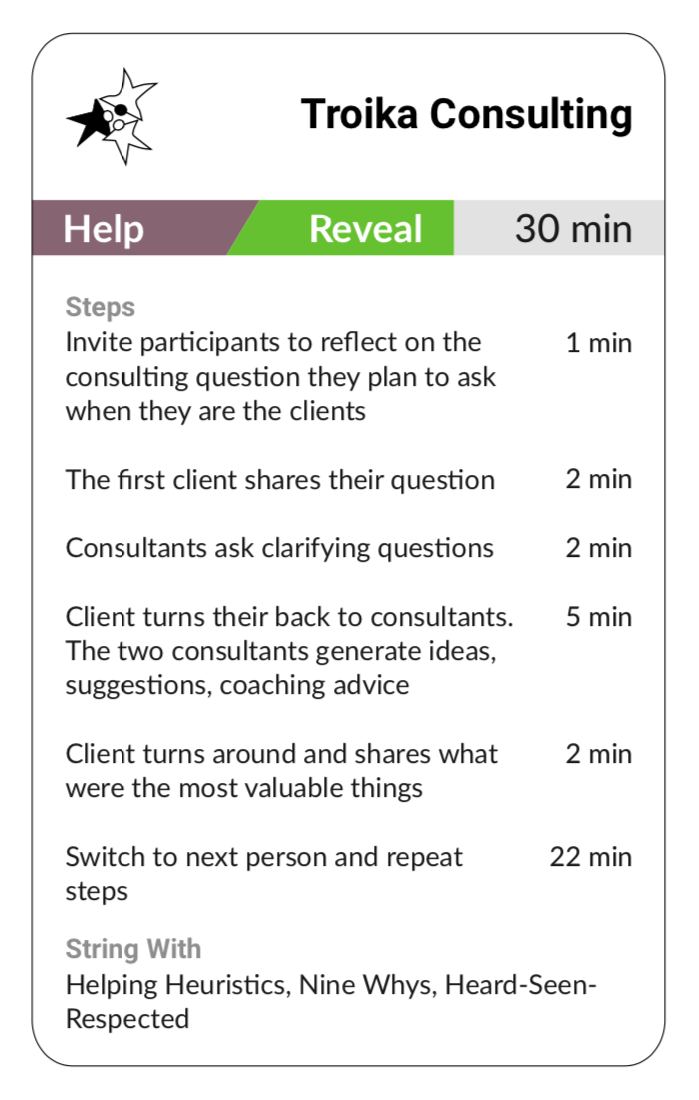 Troika Consulting
Help Reveal 30 min
Steps
Invite participants to reflect on the 1 min
consulting question they plan to ask
when they are the clients
The first client shares their question 2 min
Consultants ask clarifying questions 2 min
Client turns their back to consultants. 5 min
The two consultants generate ideas,
suggestions, coaching advice
Client turns around and shares what 2 min
were the most valuable things
Switch to next person and repeat 22 min
steps
String With
Helping Heuristics, Nine Whys, Heard-Seen-
Respected